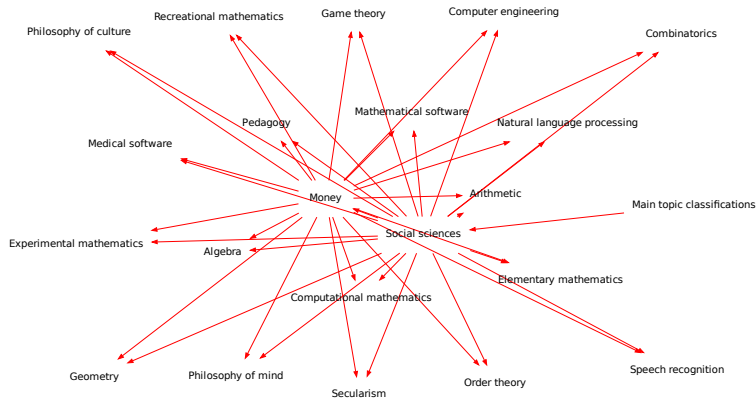 Computer engineering
Game theory
Recreational mathematics
Philosophy of culture
Combinatorics
Mathematical software
Pedagogy
Natural language processing
Medical software
Arithmetic
Money
Main topic classifications
Social sciences
Experimental mathematics
Algebra
Elementary mathematics
Computational mathematics
Speech recognition
Geometry
Philosophy of mind
Order theory
Secularism